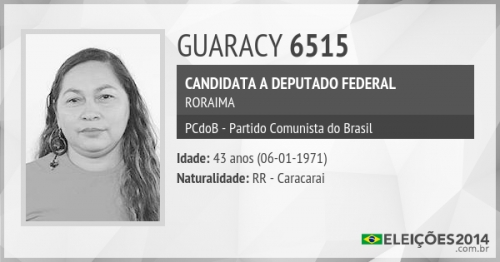 GUARACY 6515
CANDIDATA A DEPUTADO FEDERAL
RORAIMA
PCdoB - Partido Comunista do Brasil
Idade: 43 anos (06-01-1971)
Naturalidade: RR - Caracarai
ELEIÇÕES2014
.com.br